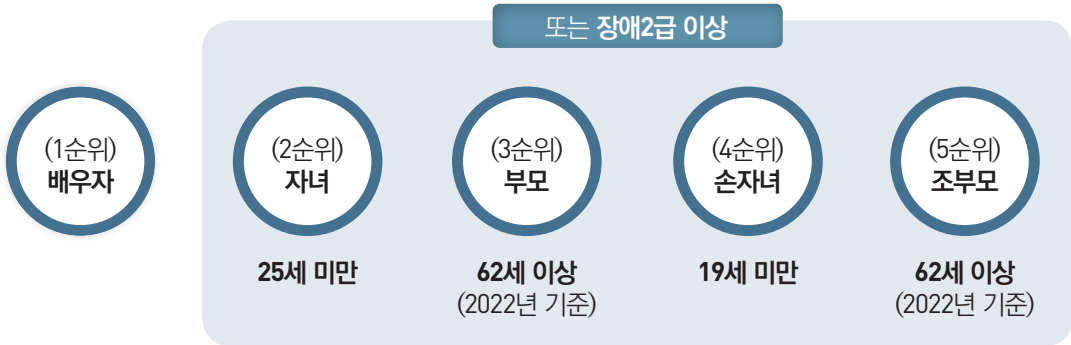 또는 장애2급 이상
(1순위)
배우자
(2순위)
자녀
25세 미만
(3순위)
부모
62세 이상
(2022년 기준)
(4순위)
손자녀
19세 미만
(5순위)
조부모
62세 이상
(2022년 기준)